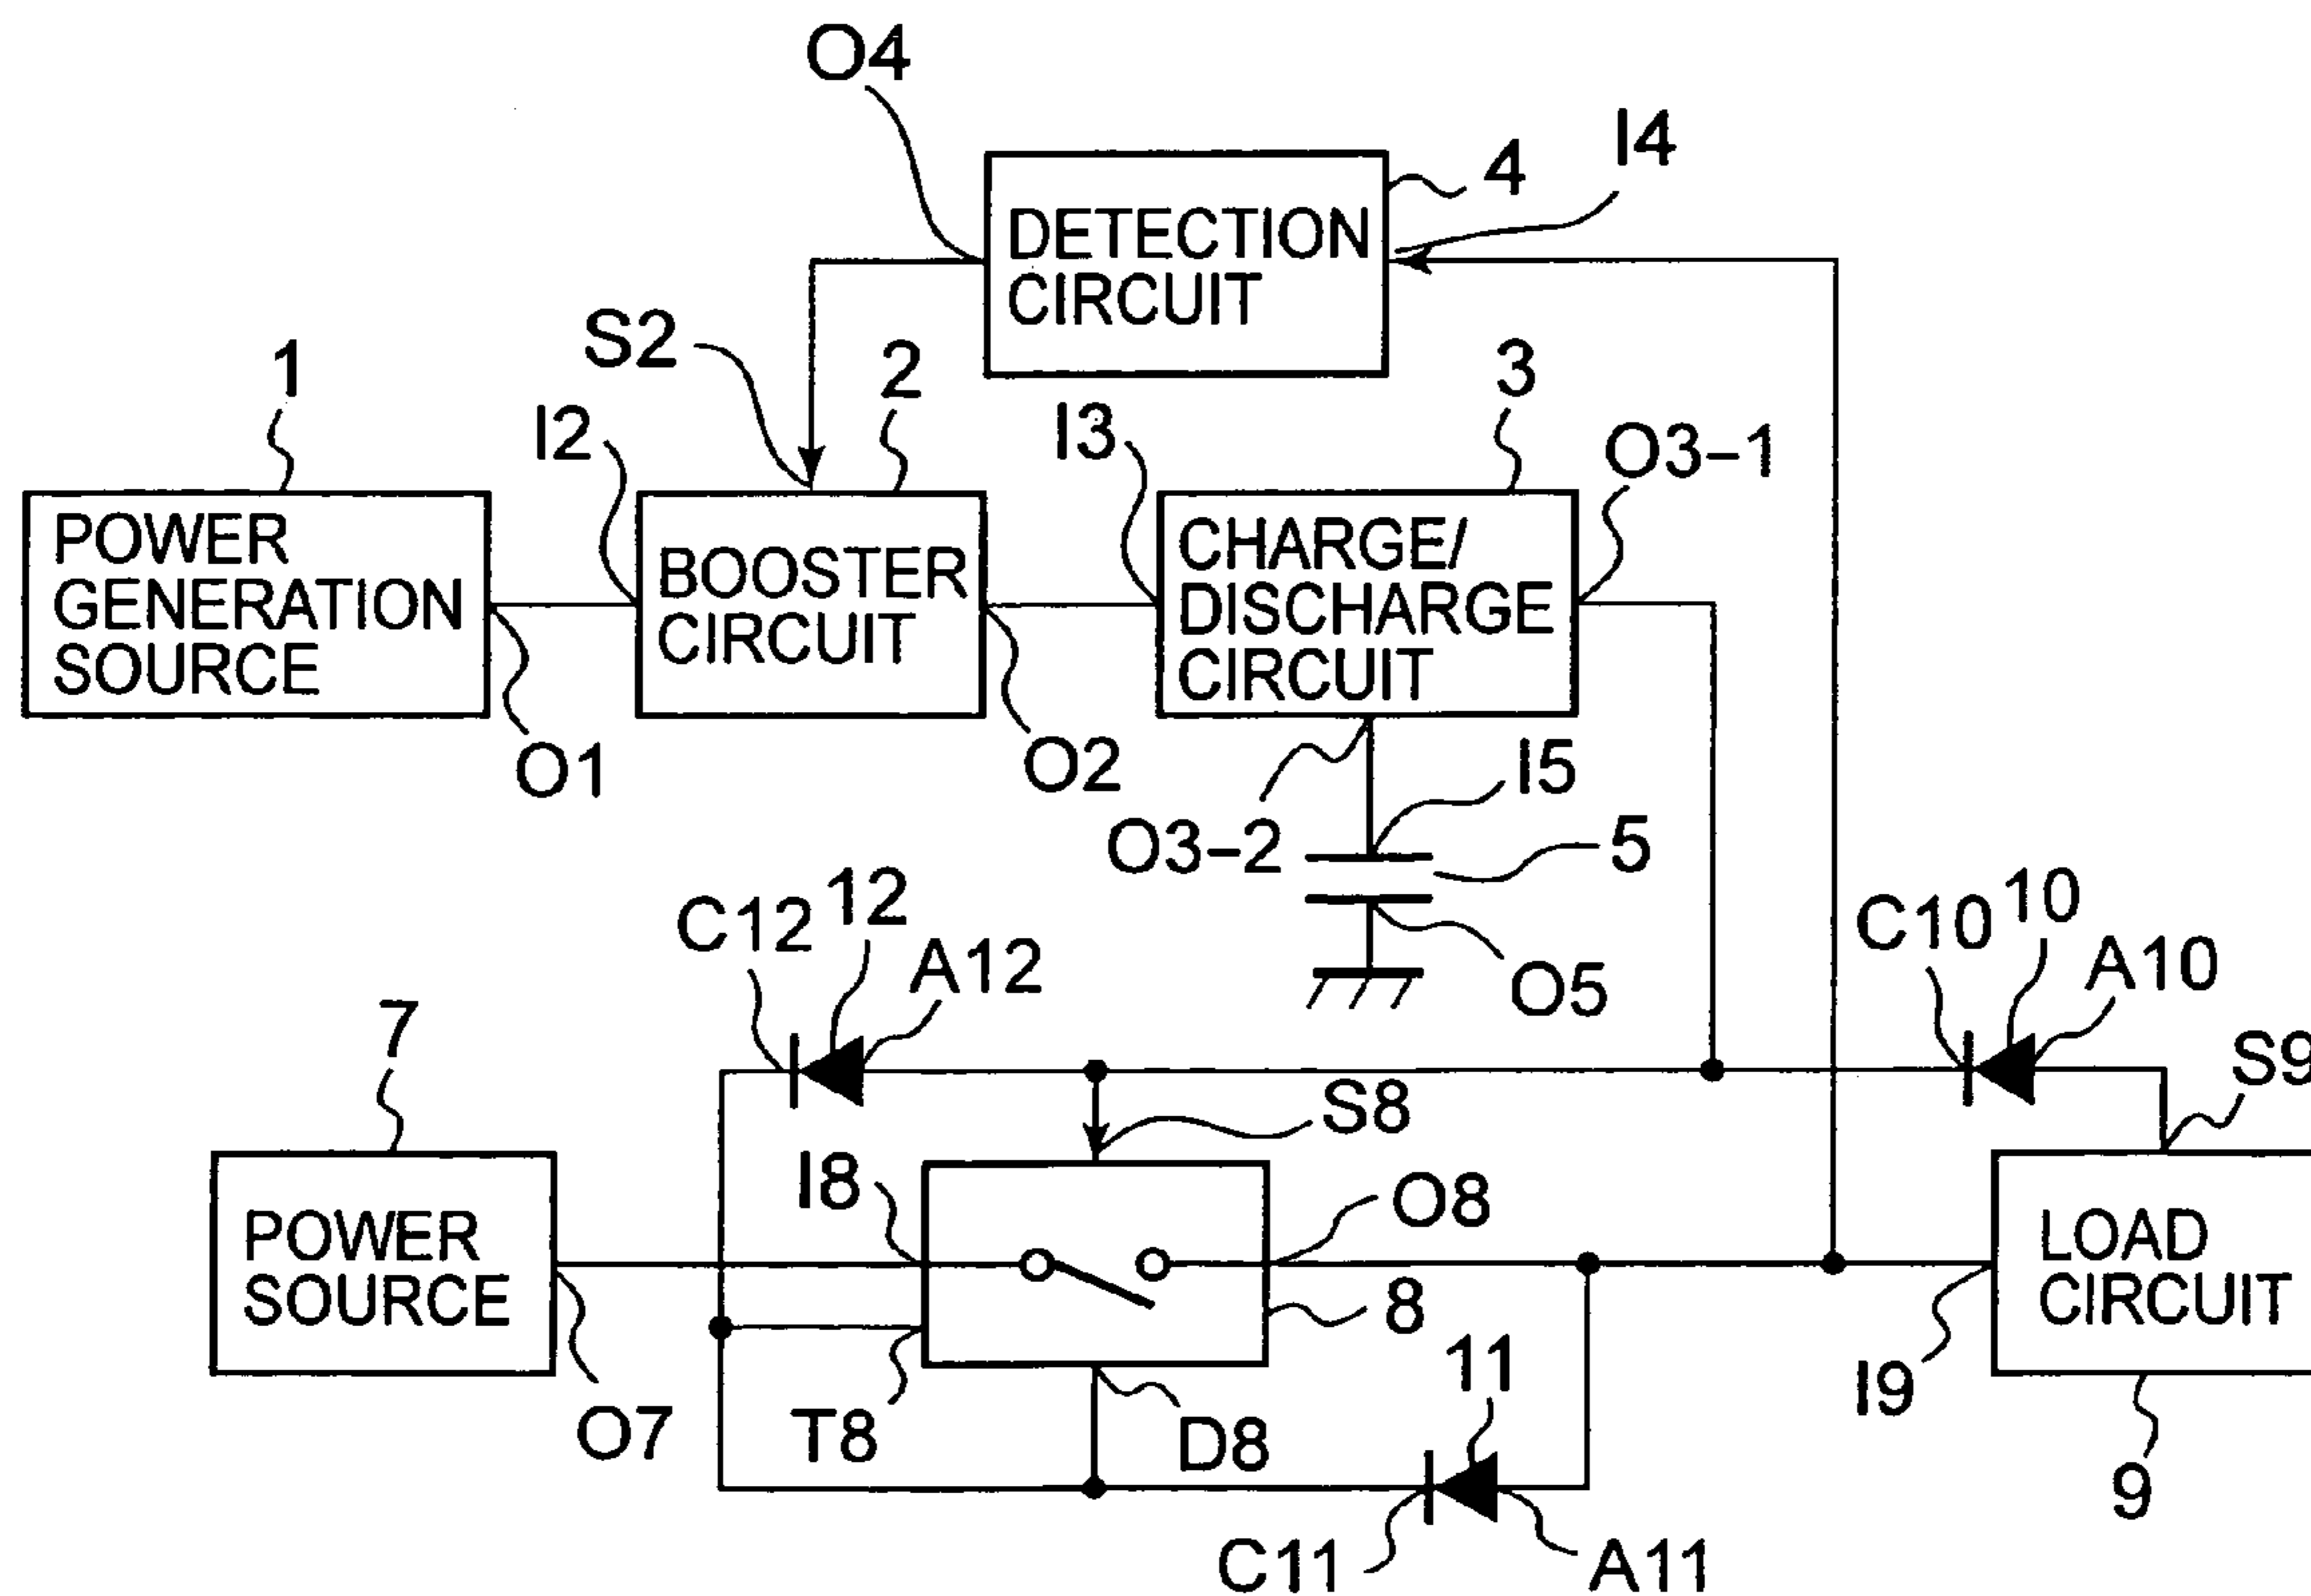 O4
I4
4
DETECTION
CIRCUIT
S2
1
2
3
I2
I3
O3–1
POWER
GENERATION
SOURCE
BOOSTER
CIRCUIT
CHARGE/
DISCHARGE
CIRCUIT
O1
O2
I5
O3–2
5
O5
C12
12
A12
C10
10
A10
7
S8
S9
I8
O8
POWER
SOURCE
8
LOAD
CIRCUIT
O7
T8
D8
11
I9
9
C11
A11